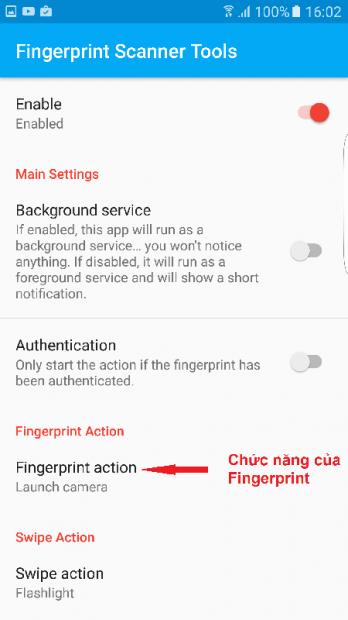 100% 16:02
Fingerprint Scanner Tools
Enable
Enabled
Main Settings
Background service
If enabled, this app will run as a
background service... you won't notice
anything. If disabled, it will run as a
foreground service and will show a short
notification.
Authentication
Only start the action if the fingerprint has
been authenticated.
Fingerprint Action
Fingerprint action
Launch camera
Chức năng của
Fingerprint
Swipe Action
Swipe action
Flashlight